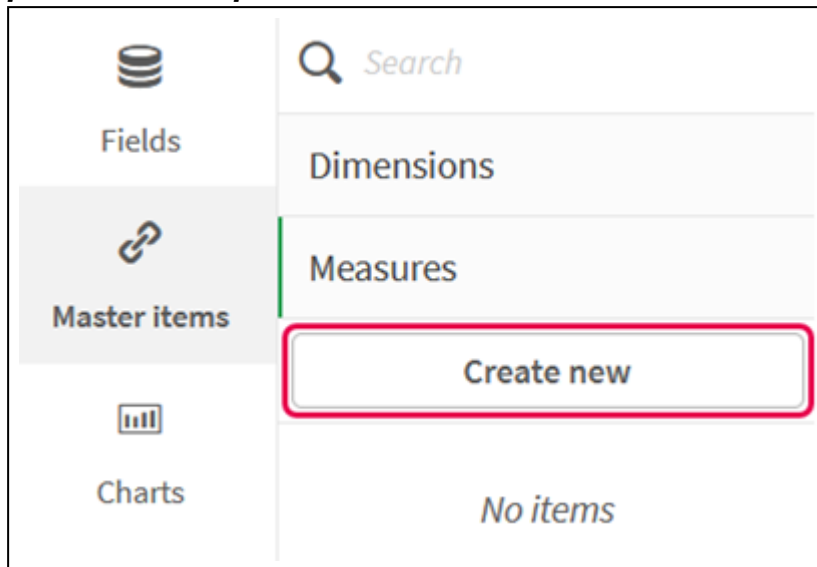 Fields
Master items
Charts
Search
Dimensions
Measures
Create new
No items